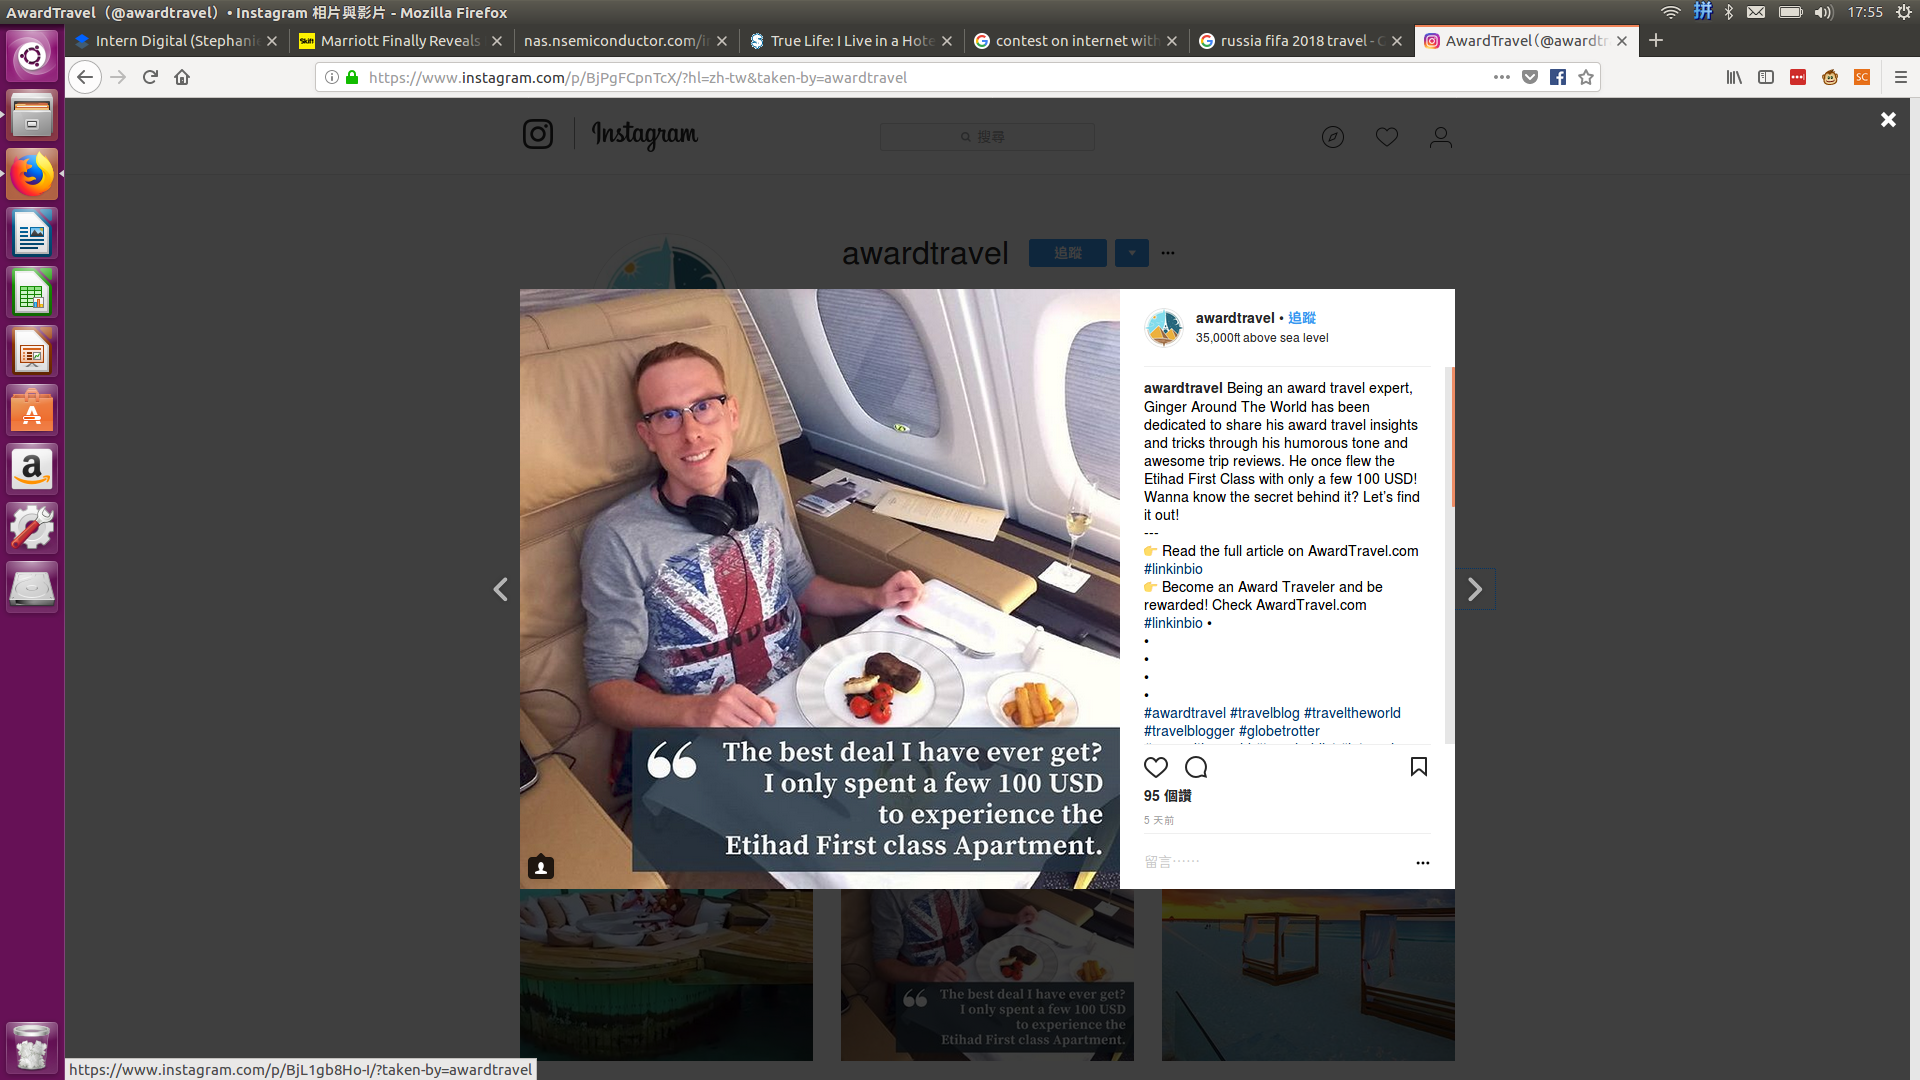 AwardTravel（@awardtravel）• Instagram 相片與影片 - Mozilla Firefox
拼
17:55
Intern Digital (Stephanie
Skift
Marriott Finally Reveals
nas.nsemiconductor.com/i
True Life: I Live in a Hote
contest on internet with
russia fifa 2018 travel - G
AwardTravel（@awardtr
https://www.instagram.com/p/BjPgFCpnTcX/?hl=zh-tw&taken-by=awardtravel
SC
Instagram
搜尋
awardtravel
追蹤
awardtravel • 追蹤
35,000ft above sea level
awardtravel Being an award travel expert,
Ginger Around The World has been
dedicated to share his award travel insights
and tricks through his humorous tone and
awesome trip reviews. He once flew the
Etihad First Class with only a few 100 USD!
Wanna know the secret behind it? Let's find
it out!
---
👉 Read the full article on AwardTravel.com
#linkinbio
👉 Become an Award Traveler and be
rewarded! Check AwardTravel.com
#linkinbio •
•
•
•
•
#awardtravel #travelblog #traveltheworld
#travelblogger #globetrotter
95 個讚
5 天前
留言⋯⋯
LONDON
“ The best deal I have ever get?
I only spent a few 100 USD
to experience the
Etihad First class Apartment.
“ The best deal I have ever get?
I only spent a few 100 USD
to experience the
Etihad First class Apartment.
https://www.instagram.com/p/BjL1gb8Ho-I/?taken-by=awardtravel